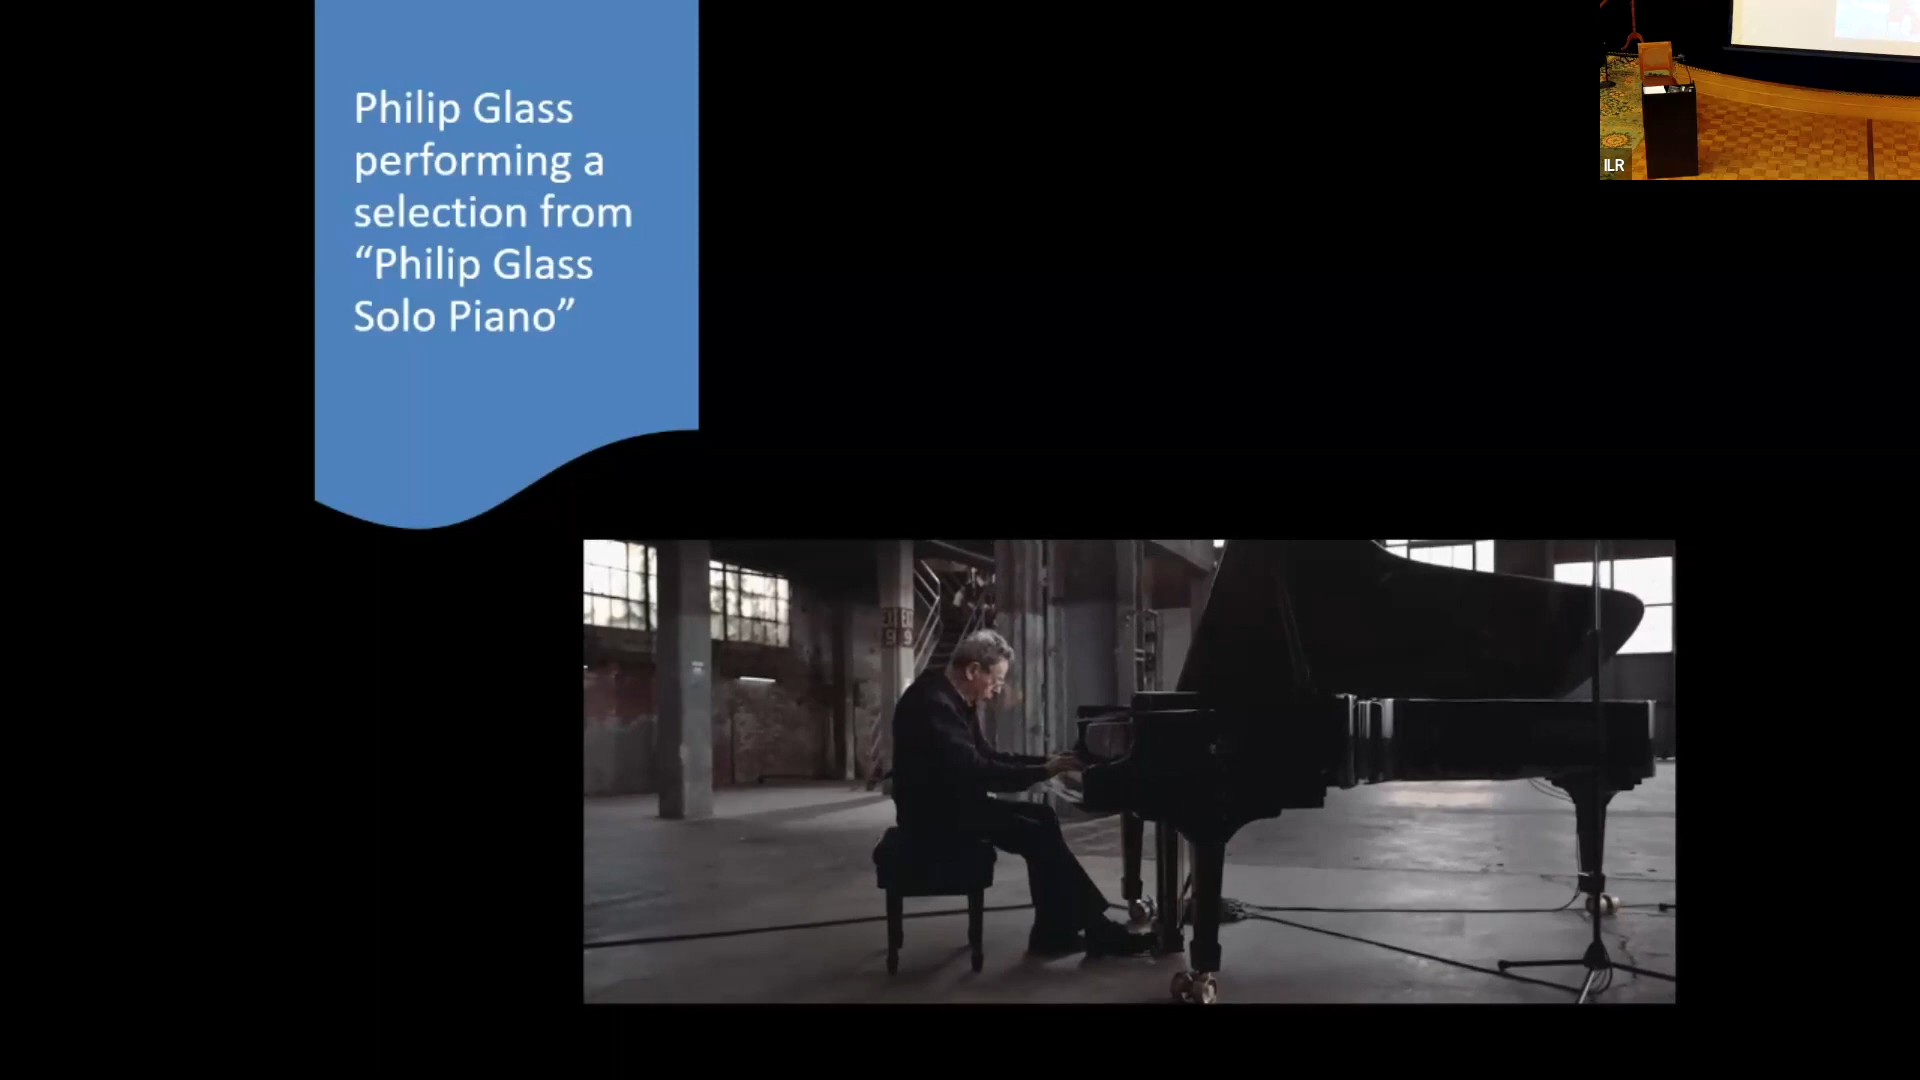 Philip Glass
performing a
selection from
“Philip Glass
Solo Piano”
ILR